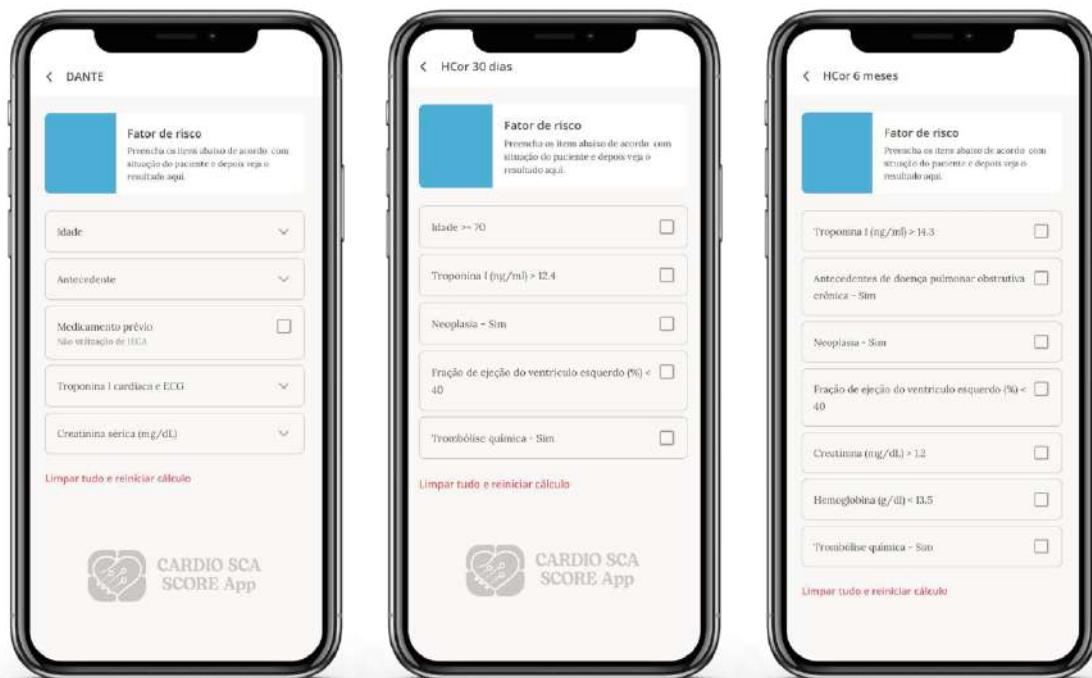 DANTE
Fator de risco
Preencha os itens abaixo de acordo com
situação do paciente e depois veja o
resultado aqui.
Idade
Antecedente
Medicamento prévio
Não utilização de IECA
Troponina I cardíaca e ECG
Creatinina sérica (mg/dL)
Limpar tudo e reiniciar cálculo
CARDIO SCA
SCORE App
HCor 30 dias
Fator de risco
Preencha os itens abaixo de acordo com
situação do paciente e depois veja o
resultado aqui.
Idade >= 70
Troponina I (ng/ml) > 12.4
Neoplasia - Sim
Fração de ejeção do ventrículo esquerdo (%) <
40
Trombólise química - Sim
Limpar tudo e reiniciar cálculo
CARDIO SCA
SCORE App
HCor 6 meses
Fator de risco
Preencha os itens abaixo de acordo com
situação do paciente e depois veja o
resultado aqui.
Troponina I (ng/ml) > 14.3
Antecedentes de doença pulmonar obstrutiva
crônica - Sim
Neoplasia - Sim
Fração de ejeção do ventrículo esquerdo (%) <
40
Creatinina (mg/dL) > 1.2
Hemoglobina (g/dl) < 13.5
Trombólise química - Sim
Limpar tudo e reiniciar cálculo